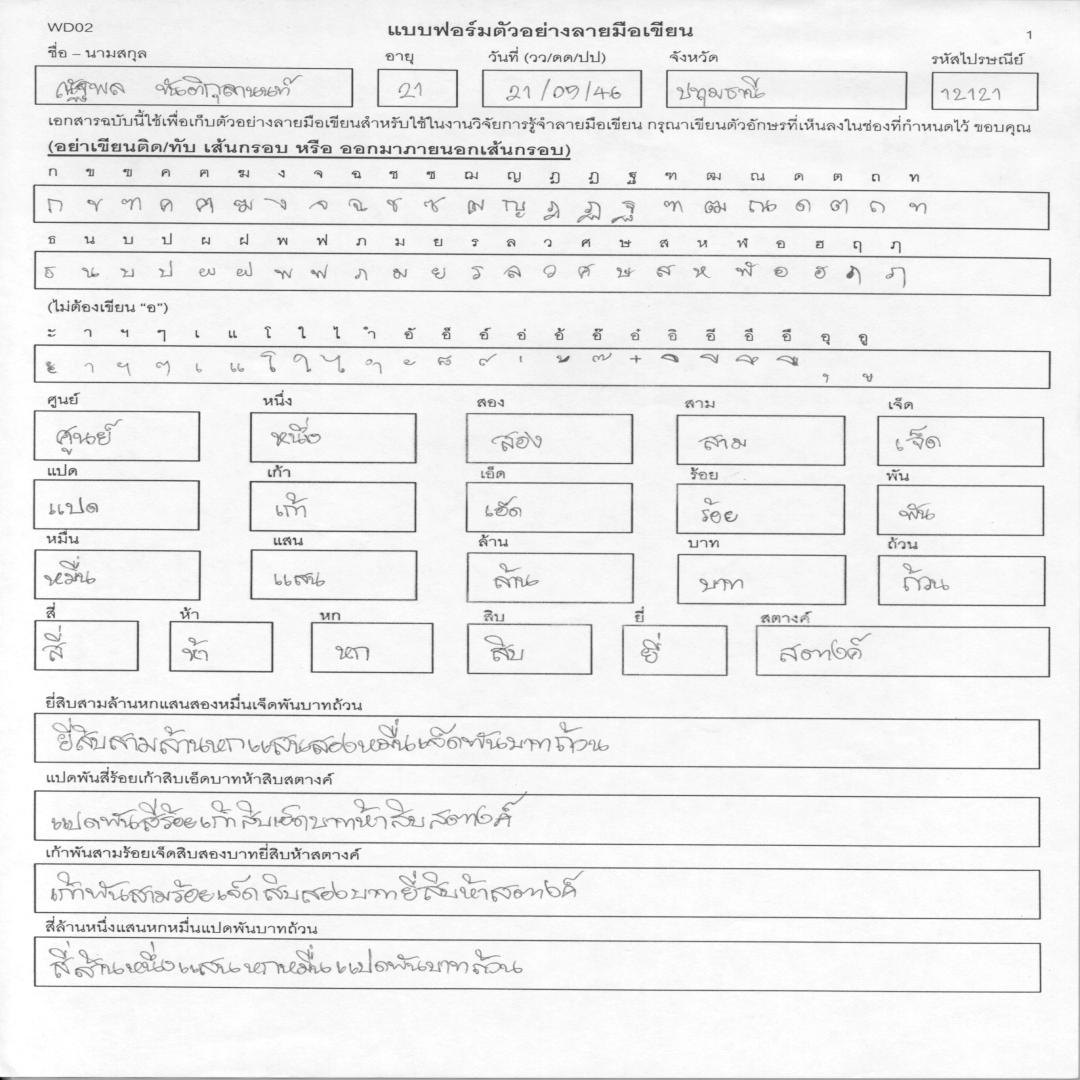 WD02
แบบฟอร์มตัวอย่างลายมือเขียน
1
ชื่อ – นามสกุล อายุ วันที่ (วว/ดด/ปป) จังหวัด รหัสไปรษณีย์
ณัฐพล 21 21/09/46 ปทุมธานี 12121
เอกสารฉบับนี้ใช้เพื่อเก็บตัวอย่างลายมือเขียนสำหรับใช้ในงานวิจัยการรู้จำลายมือเขียน กรุณาเขียนตัวอักษรที่เห็นลงในช่องที่กำหนดไว้ ขอบคุณ
(อย่าเขียนติด/ทับ เส้นกรอบ หรือ ออกมาภายนอกเส้นกรอบ)
ก ข ฃ ค ฅ ฆ ง จ ฉ ช ซ ฌ ญ ฎ ฏ ฐ ฑ ฒ ณ ด ต ถ ท
ก ข ฃ ค ฅ ฆ ง จ ฉ ช ซ ฌ ญ ฎ ฏ ฐ ฑ ฒ ณ ด ต ถ ท
ธ น บ ป ผ ฝ พ ฟ ภ ม ย ร ล ว ศ ษ ส ห ฬ อ ฮ ฤ ฦ
ธ น บ ป ผ ฝ พ ฟ ภ ม ย ร ล ว ศ ษ ส ห ฬ อ ฮ ฤ ฦ
(ไม่ต้องเขียน “อ”)
ะ า ฯ ๆ เ แ โ ใ ไ ำ อั อ็ อ์ อ่ อ้ อ๊ อ๋ อิ อี อึ อื อุ อู
ะ า ฯ ๆ เ แ โ ใ ไ ำ ั ็ ์ ่ ้ ๊ ๋ ิ ี ึ ื ุ ู
ศูนย์ หนึ่ง สอง สาม เจ็ด
ศูนย์ หนึ่ง สอง สาม เจ็ด
แปด เก้า เอ็ด ร้อย พัน
แปด เก้า เอ็ด ร้อย พัน
หมื่น แสน ล้าน บาท ถ้วน
หมื่น แสน ล้าน บาท ถ้วน
สี่ ห้า หก สิบ ยี่ สตางค์
สี่ ห้า หก สิบ ยี่ สตางค์
ยี่สิบสามล้านหกแสนสองหมื่นเจ็ดพันบาทถ้วน
ยี่สิบสามล้านหกแสนสองหมื่นเจ็ดพันบาทถ้วน
แปดพันสี่ร้อยเก้าสิบเอ็ดบาทห้าสิบสตางค์
แปดพันสี่ร้อยเก้าสิบเอ็ดบาทห้าสิบสตางค์
เก้าพันสามร้อยเจ็ดสิบสองบาทยี่สิบห้าสตางค์
เก้าพันสามร้อยเจ็ดสิบสองบาทยี่สิบห้าสตางค์
สี่ล้านหนึ่งแสนหกหมื่นแปดพันบาทถ้วน
สี่ล้านหนึ่งแสนหกหมื่นแปดพันบาทถ้วน